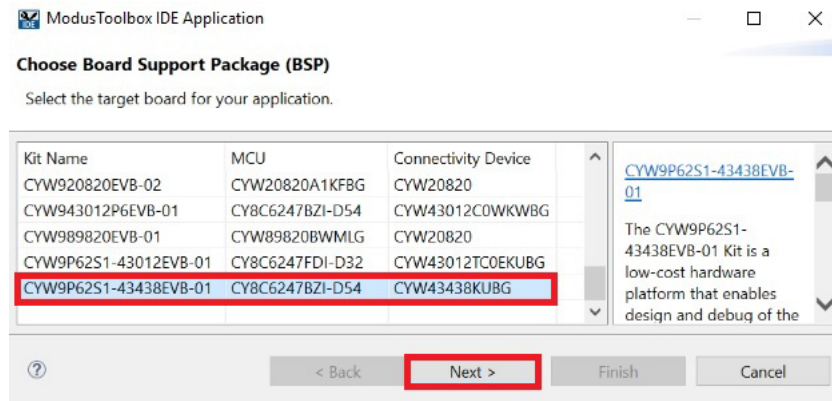 ModusToolbox IDE Application
Choose Board Support Package (BSP)
Select the target board for your application.
Kit Name MCU Connectivity Device
CYW920820EVB-02 CYW20820A1KFBG CYW20820
CYW943012P6EVB-01 CY8C6247BZI-D54 CYW43012C0WKWBG
CYW989820EVB-01 CYW89820BWMLG CYW20820
CYW9P62S1-43012EVB-01 CY8C6247FDI-D32 CYW43012TC0EKUBG
CYW9P62S1-43438EVB-01 CY8C6247BZI-D54 CYW43438KUBG
CYW9P62S1-43438EVB-
01
The CYW9P62S1-
43438EVB-01 Kit is a
low-cost hardware
platform that enables
design and debug of the
? < Back Next > Finish Cancel